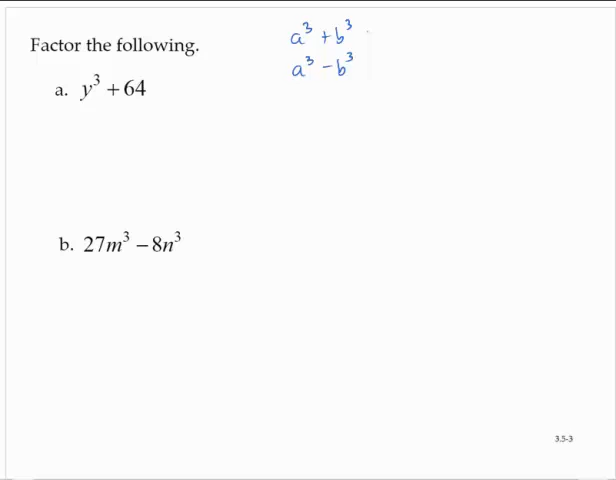 Factor the following.
a³ + b³
a³ − b³
a. y³ + 64
b. 27m³ − 8n³
3.5-3